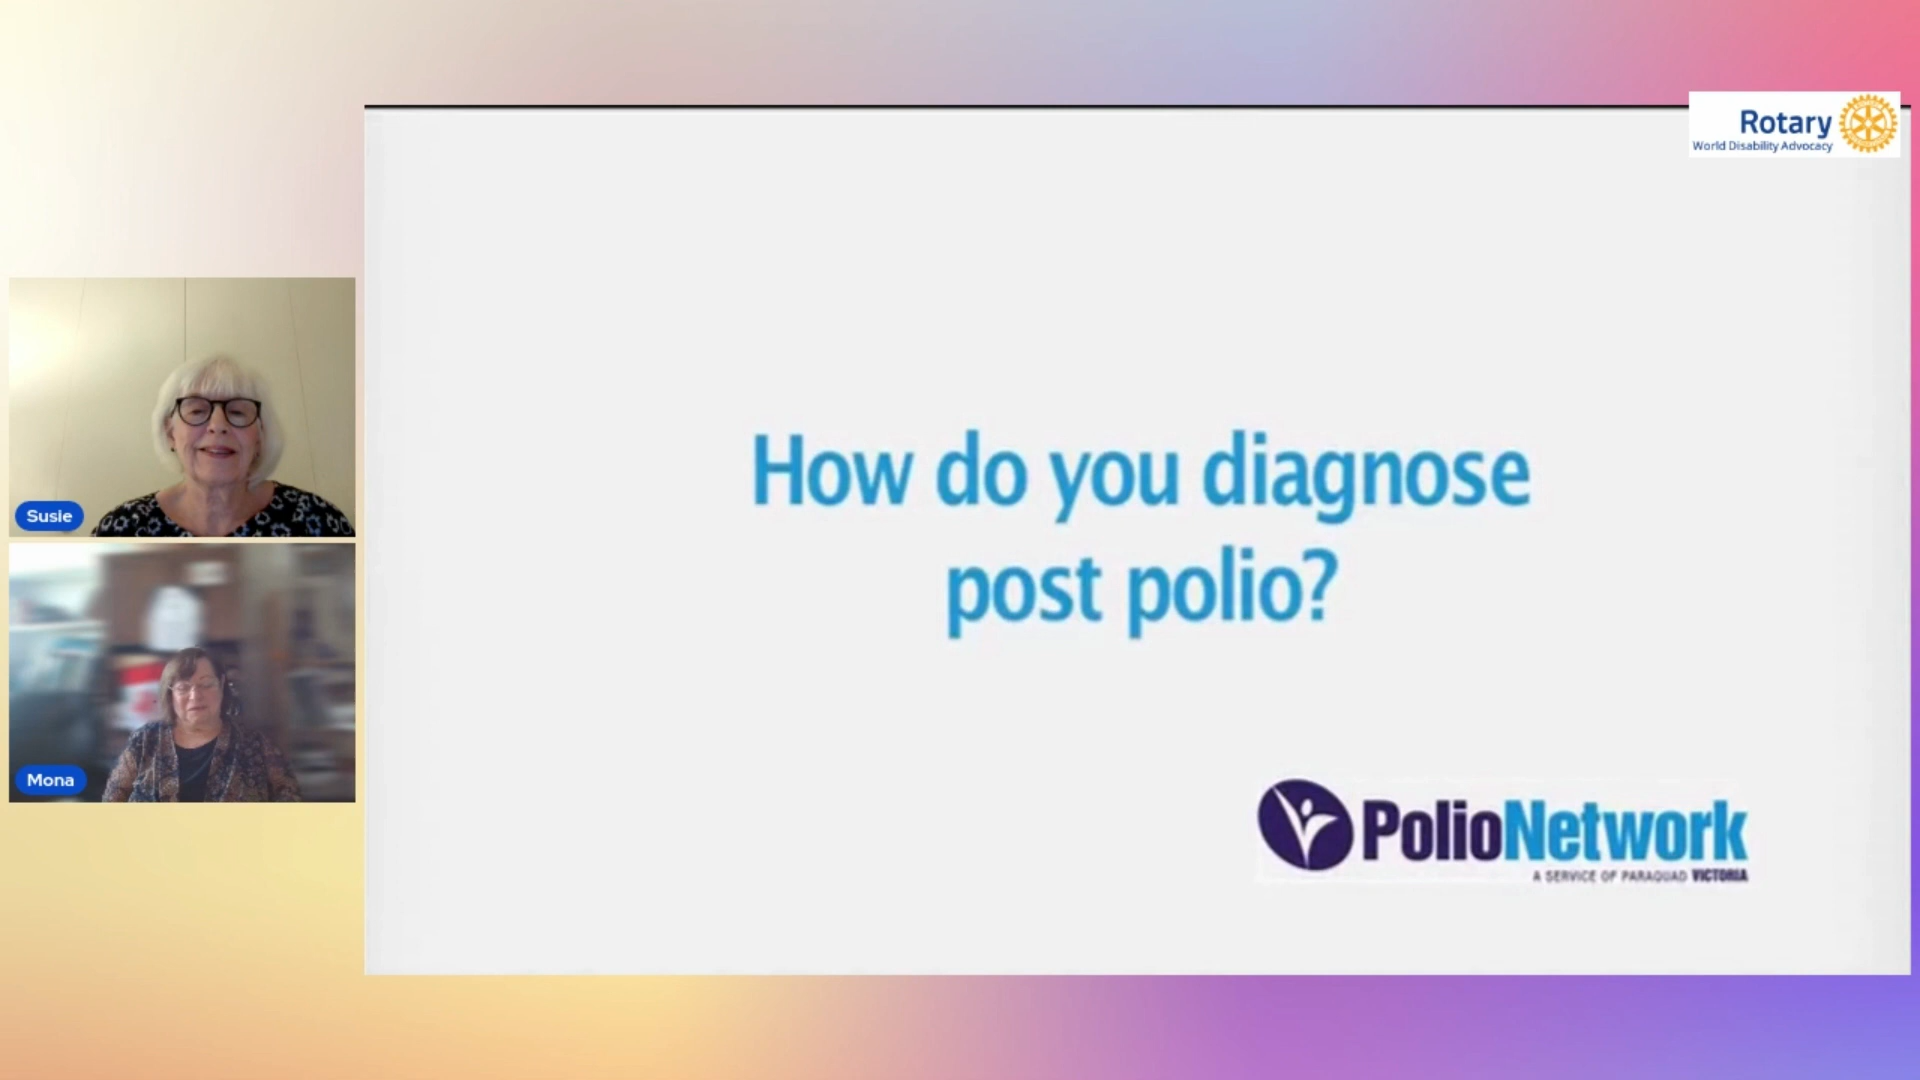 Rotary
World Disability Advocacy
How do you diagnose
post polio?
Susie
Mona
PolioNetwork
A SERVICE OF PARAQUAD VICTORIA